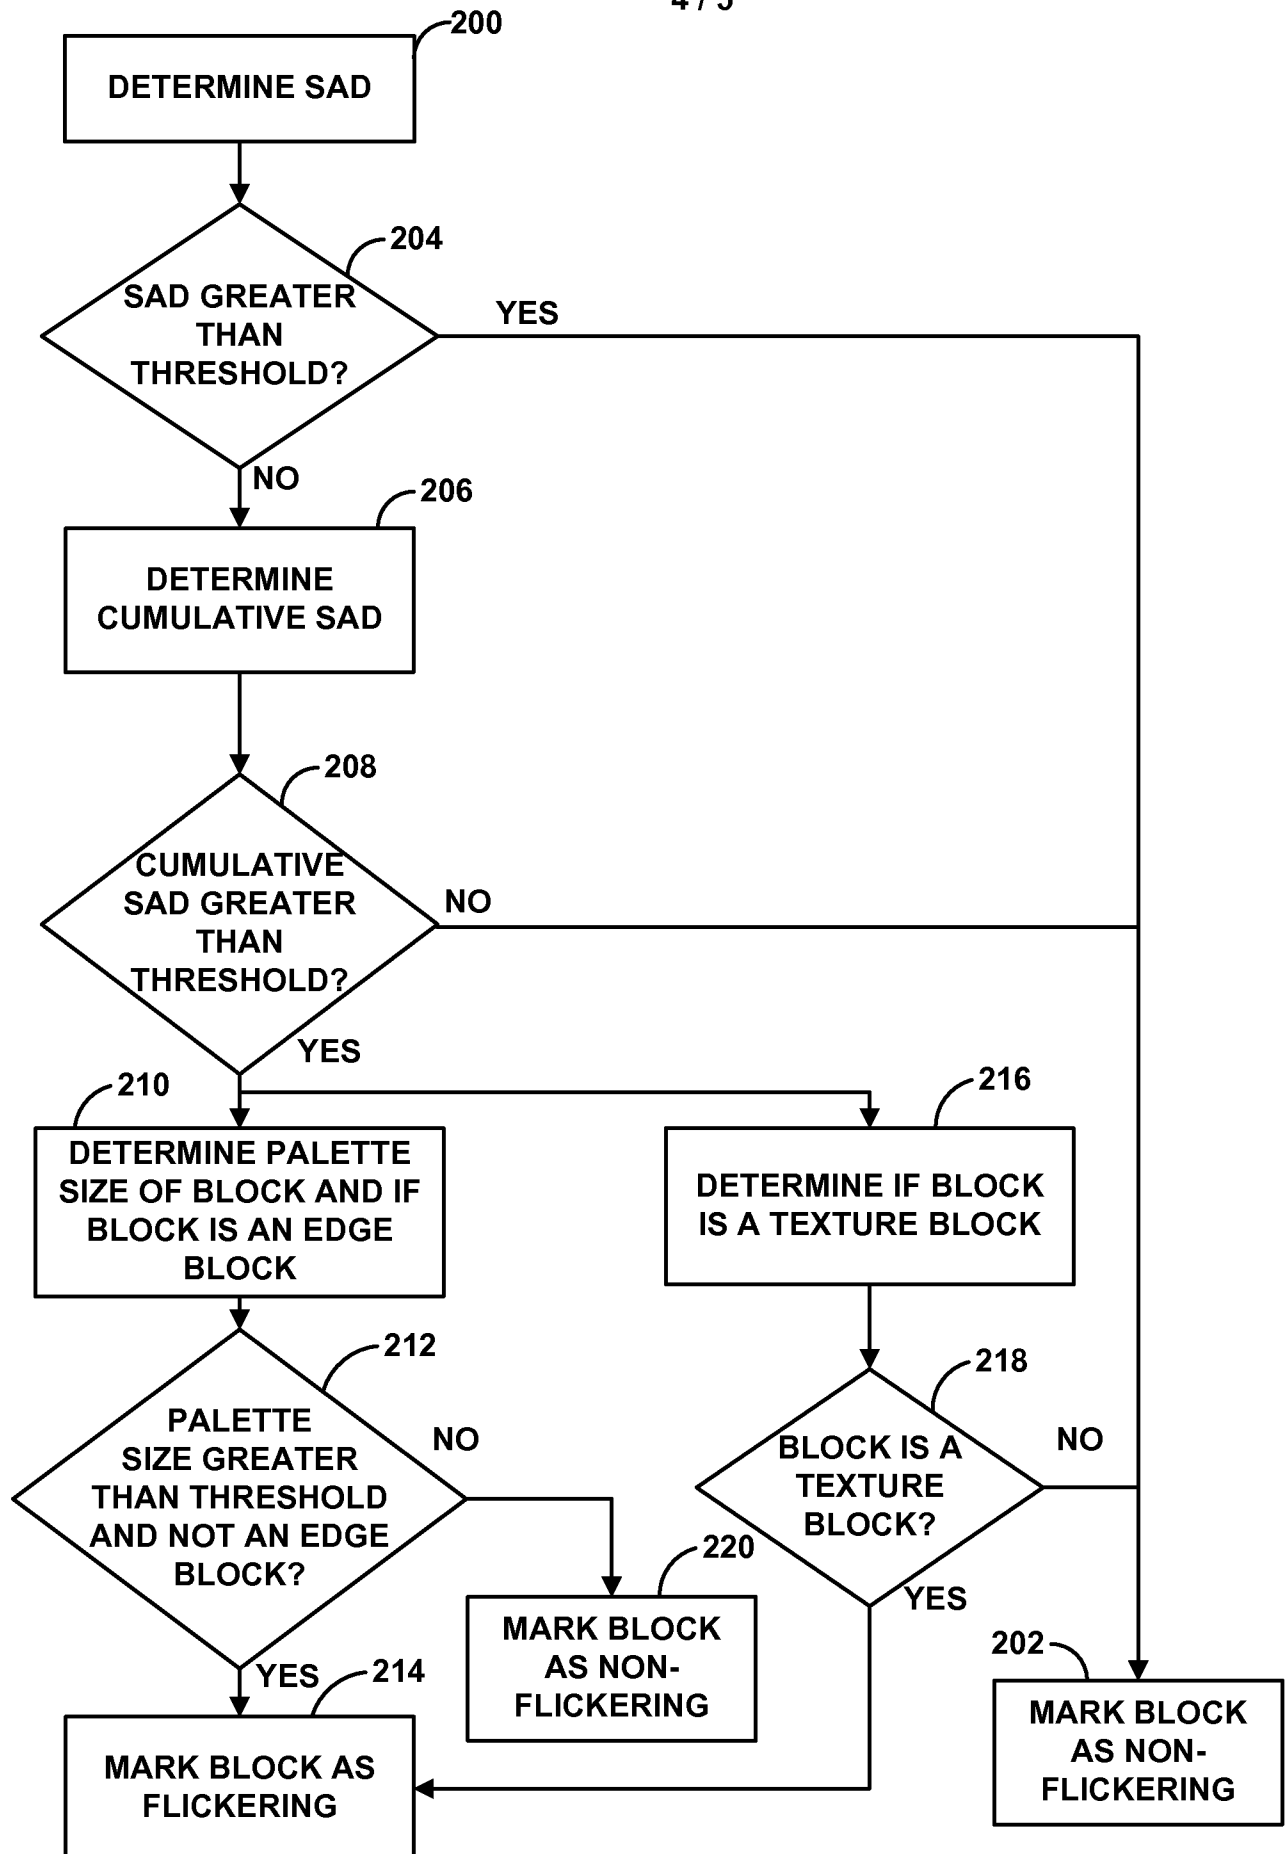 4 / 5
200
DETERMINE SAD
204
SAD GREATER
THAN
THRESHOLD?
YES
NO
206
DETERMINE
CUMULATIVE SAD
208
CUMULATIVE
SAD GREATER
THAN
THRESHOLD?
NO
YES
210
DETERMINE PALETTE
SIZE OF BLOCK AND IF
BLOCK IS AN EDGE
BLOCK
216
DETERMINE IF BLOCK
IS A TEXTURE BLOCK
212
PALETTE
SIZE GREATER
THAN THRESHOLD
AND NOT AN EDGE
BLOCK?
NO
YES
218
BLOCK IS A
TEXTURE
BLOCK?
NO
YES
220
MARK BLOCK
AS NON-
FLICKERING
214
MARK BLOCK AS
FLICKERING
202
MARK BLOCK
AS NON-
FLICKERING